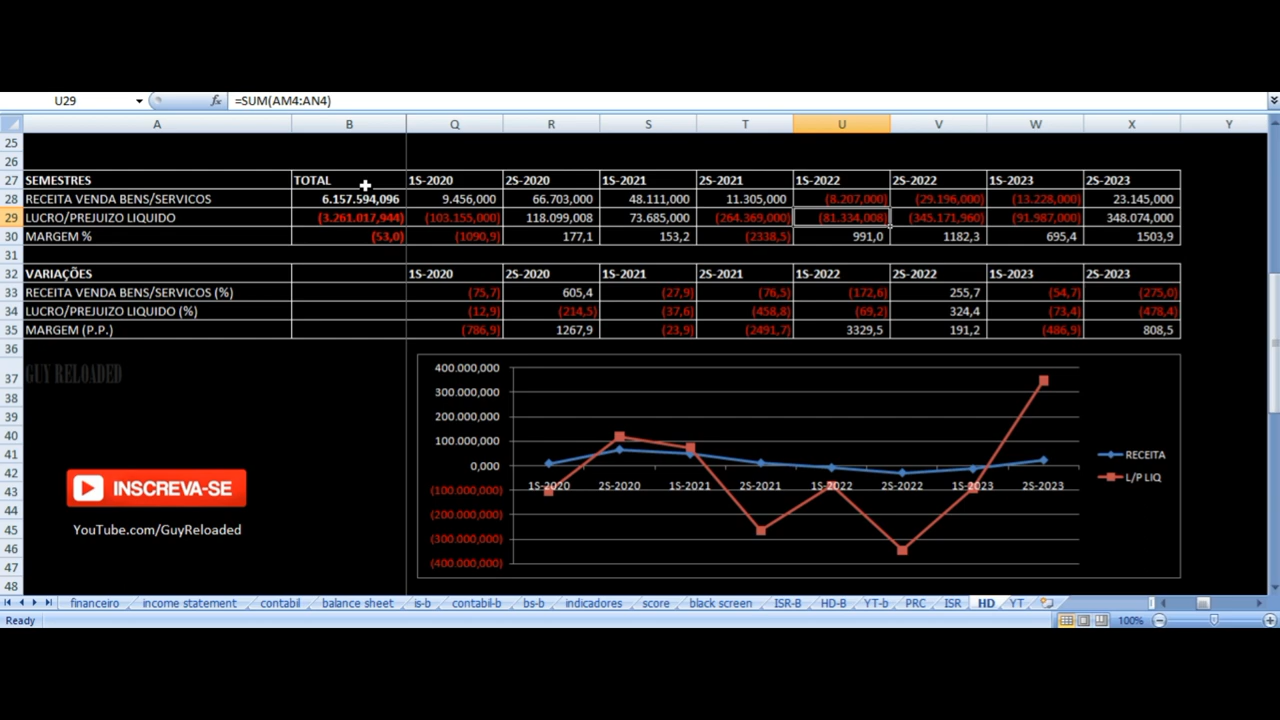 U29 fx =SUM(AM4:AN4)
A B Q R S T U V W X Y
25
26
27 SEMESTRES TOTAL 1S-2020 2S-2020 1S-2021 2S-2021 1S-2022 2S-2022 1S-2023 2S-2023
28 RECEITA VENDA BENS/SERVICOS 6.157.594,096 9.456,000 66.703,000 48.111,000 11.305,000 (8.207,000) (29.196,000) (13.228,000) 23.145,000
29 LUCRO/PREJUIZO LIQUIDO (3.261.017,944) (103.155,000) 118.099,008 73.685,000 (264.369,000) (81.334,008) (345.171,960) (91.987,000) 348.074,000
30 MARGEM % (53,0) (1090,9) 177,1 153,2 (2338,5) 991,0 1182,3 695,4 1503,9
31
32 VARIAÇÕES 1S-2020 2S-2020 1S-2021 2S-2021 1S-2022 2S-2022 1S-2023 2S-2023
33 RECEITA VENDA BENS/SERVICOS (%) (75,7) 605,4 (27,9) (76,5) (172,6) 255,7 (54,7) (275,0)
34 LUCRO/PREJUIZO LIQUIDO (%) (12,9) (214,5) (37,6) (458,8) (69,2) 324,4 (73,4) (478,4)
35 MARGEM (P.P.) (786,9) 1267,9 (23,9) (2491,7) 3329,5 191,2 (486,9) 808,5
36
37 GUY RELOADED
38
39
40
41
42
43
44
45
46
47
48
400.000,000
300.000,000
200.000,000
100.000,000
0,000
(100.000,000)
(200.000,000)
(300.000,000)
(400.000,000)
1S-2020 2S-2020 1S-2021 2S-2021 1S-2022 2S-2022 1S-2023 2S-2023
RECEITA
L/P LIQ
INSCREVA-SE
YouTube.com/GuyReloaded
financeiro income statement contabil balance sheet is-b contabil-b bs-b indicadores score black screen ISR-B HD-B YT-b PRC ISR HD YT
Ready 100%